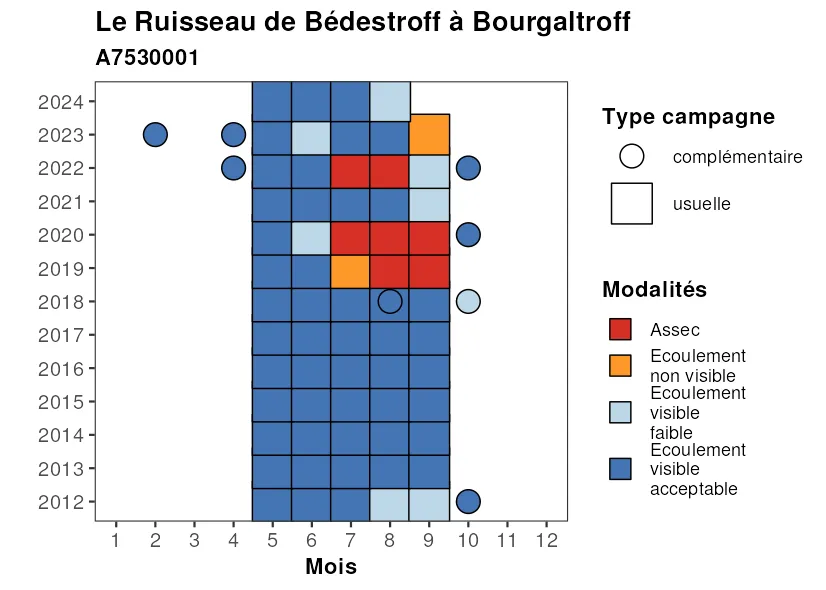 Le Ruisseau de Bédestroff à Bourgaltroff
A7530001
2024
2023
2022
2021
2020
2019
2018
2017
2016
2015
2014
2013
2012
1 2 3 4 5 6 7 8 9 10 11 12
Mois
Type campagne
complémentaire
usuelle
Modalités
Assec
Ecoulement
non visible
Ecoulement
visible
faible
Ecoulement
visible
acceptable